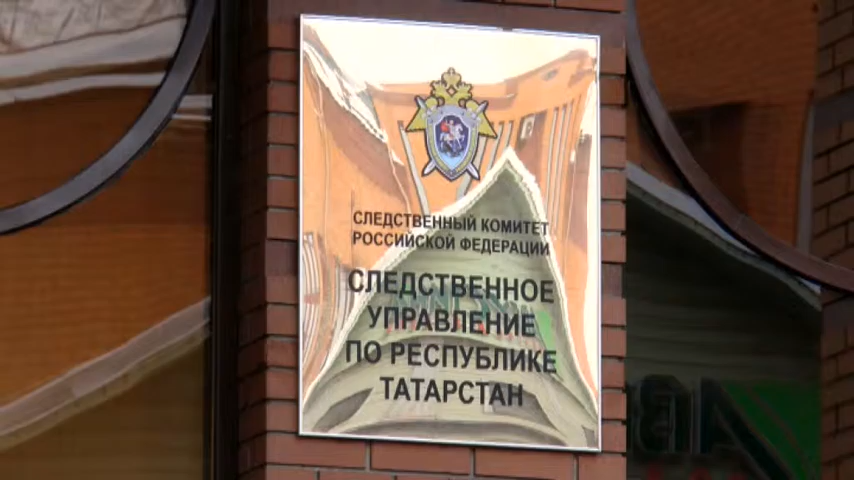 СЛЕДСТВЕННЫЙ КОМИТЕТ
РОССИЙСКОЙ ФЕДЕРАЦИИ
СЛЕДСТВЕННОЕ
УПРАВЛЕНИЕ
ПО РЕСПУБЛИКЕ
ТАТАРСТАН